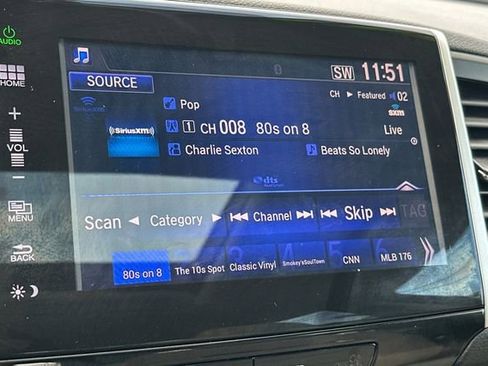 AUDIO
SW 11:51
SOURCE
CH ▶ Featured 02
HOME
Pop
SXM
((SiriusXM))
1 CH 008 80s on 8 Live
+
VOL
−
Charlie Sexton Beats So Lonely
dts
MENU
Scan ◀ Category ▶ Channel Skip TAG
BACK
80s on 8 The 10s Spot Classic Vinyl Smokey'sSoulTown CNN MLB 176